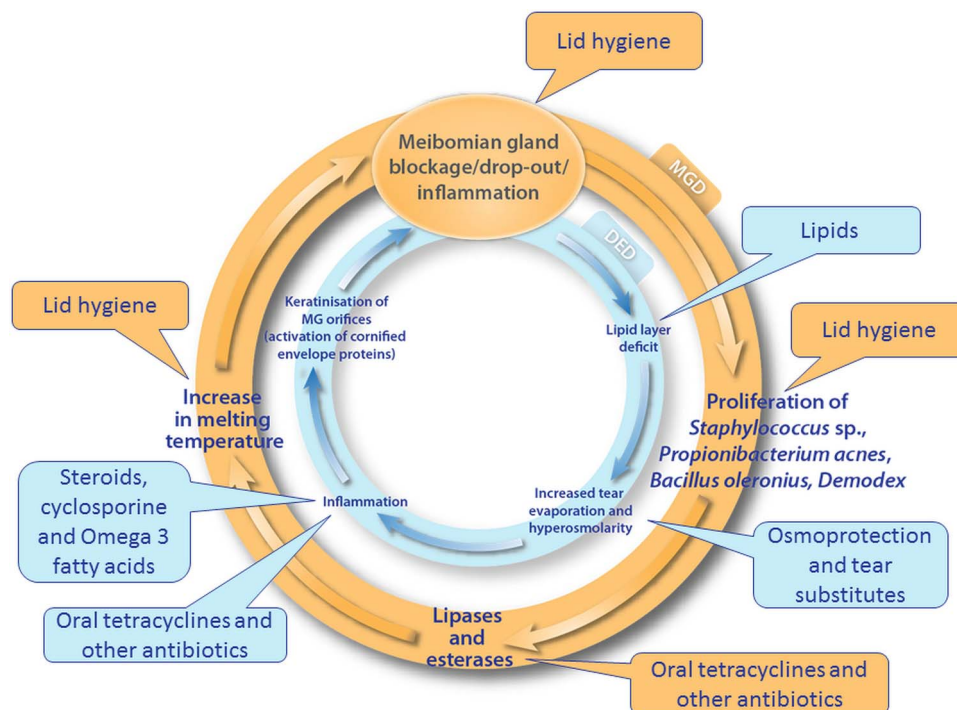 Lid hygiene
Meibomian gland
blockage/drop-out/
inflammation
MGD
DED
Lipids
Lid hygiene
Keratinisation of
MG orifices
(activation of cornified
envelope proteins)
Lipid layer
deficit
Lid hygiene
Increase
in melting
temperature
Proliferation of
Staphylococcus sp.,
Propionibacterium acnes,
Bacillus oleronius, Demodex
Steroids,
cyclosporine
and Omega 3
fatty acids
Inflammation
Increased tear
evaporation and
hyperosmolarity
Osmoprotection
and tear
substitutes
Oral tetracyclines and
other antibiotics
Lipases and
esterases
Oral tetracyclines and
other antibiotics